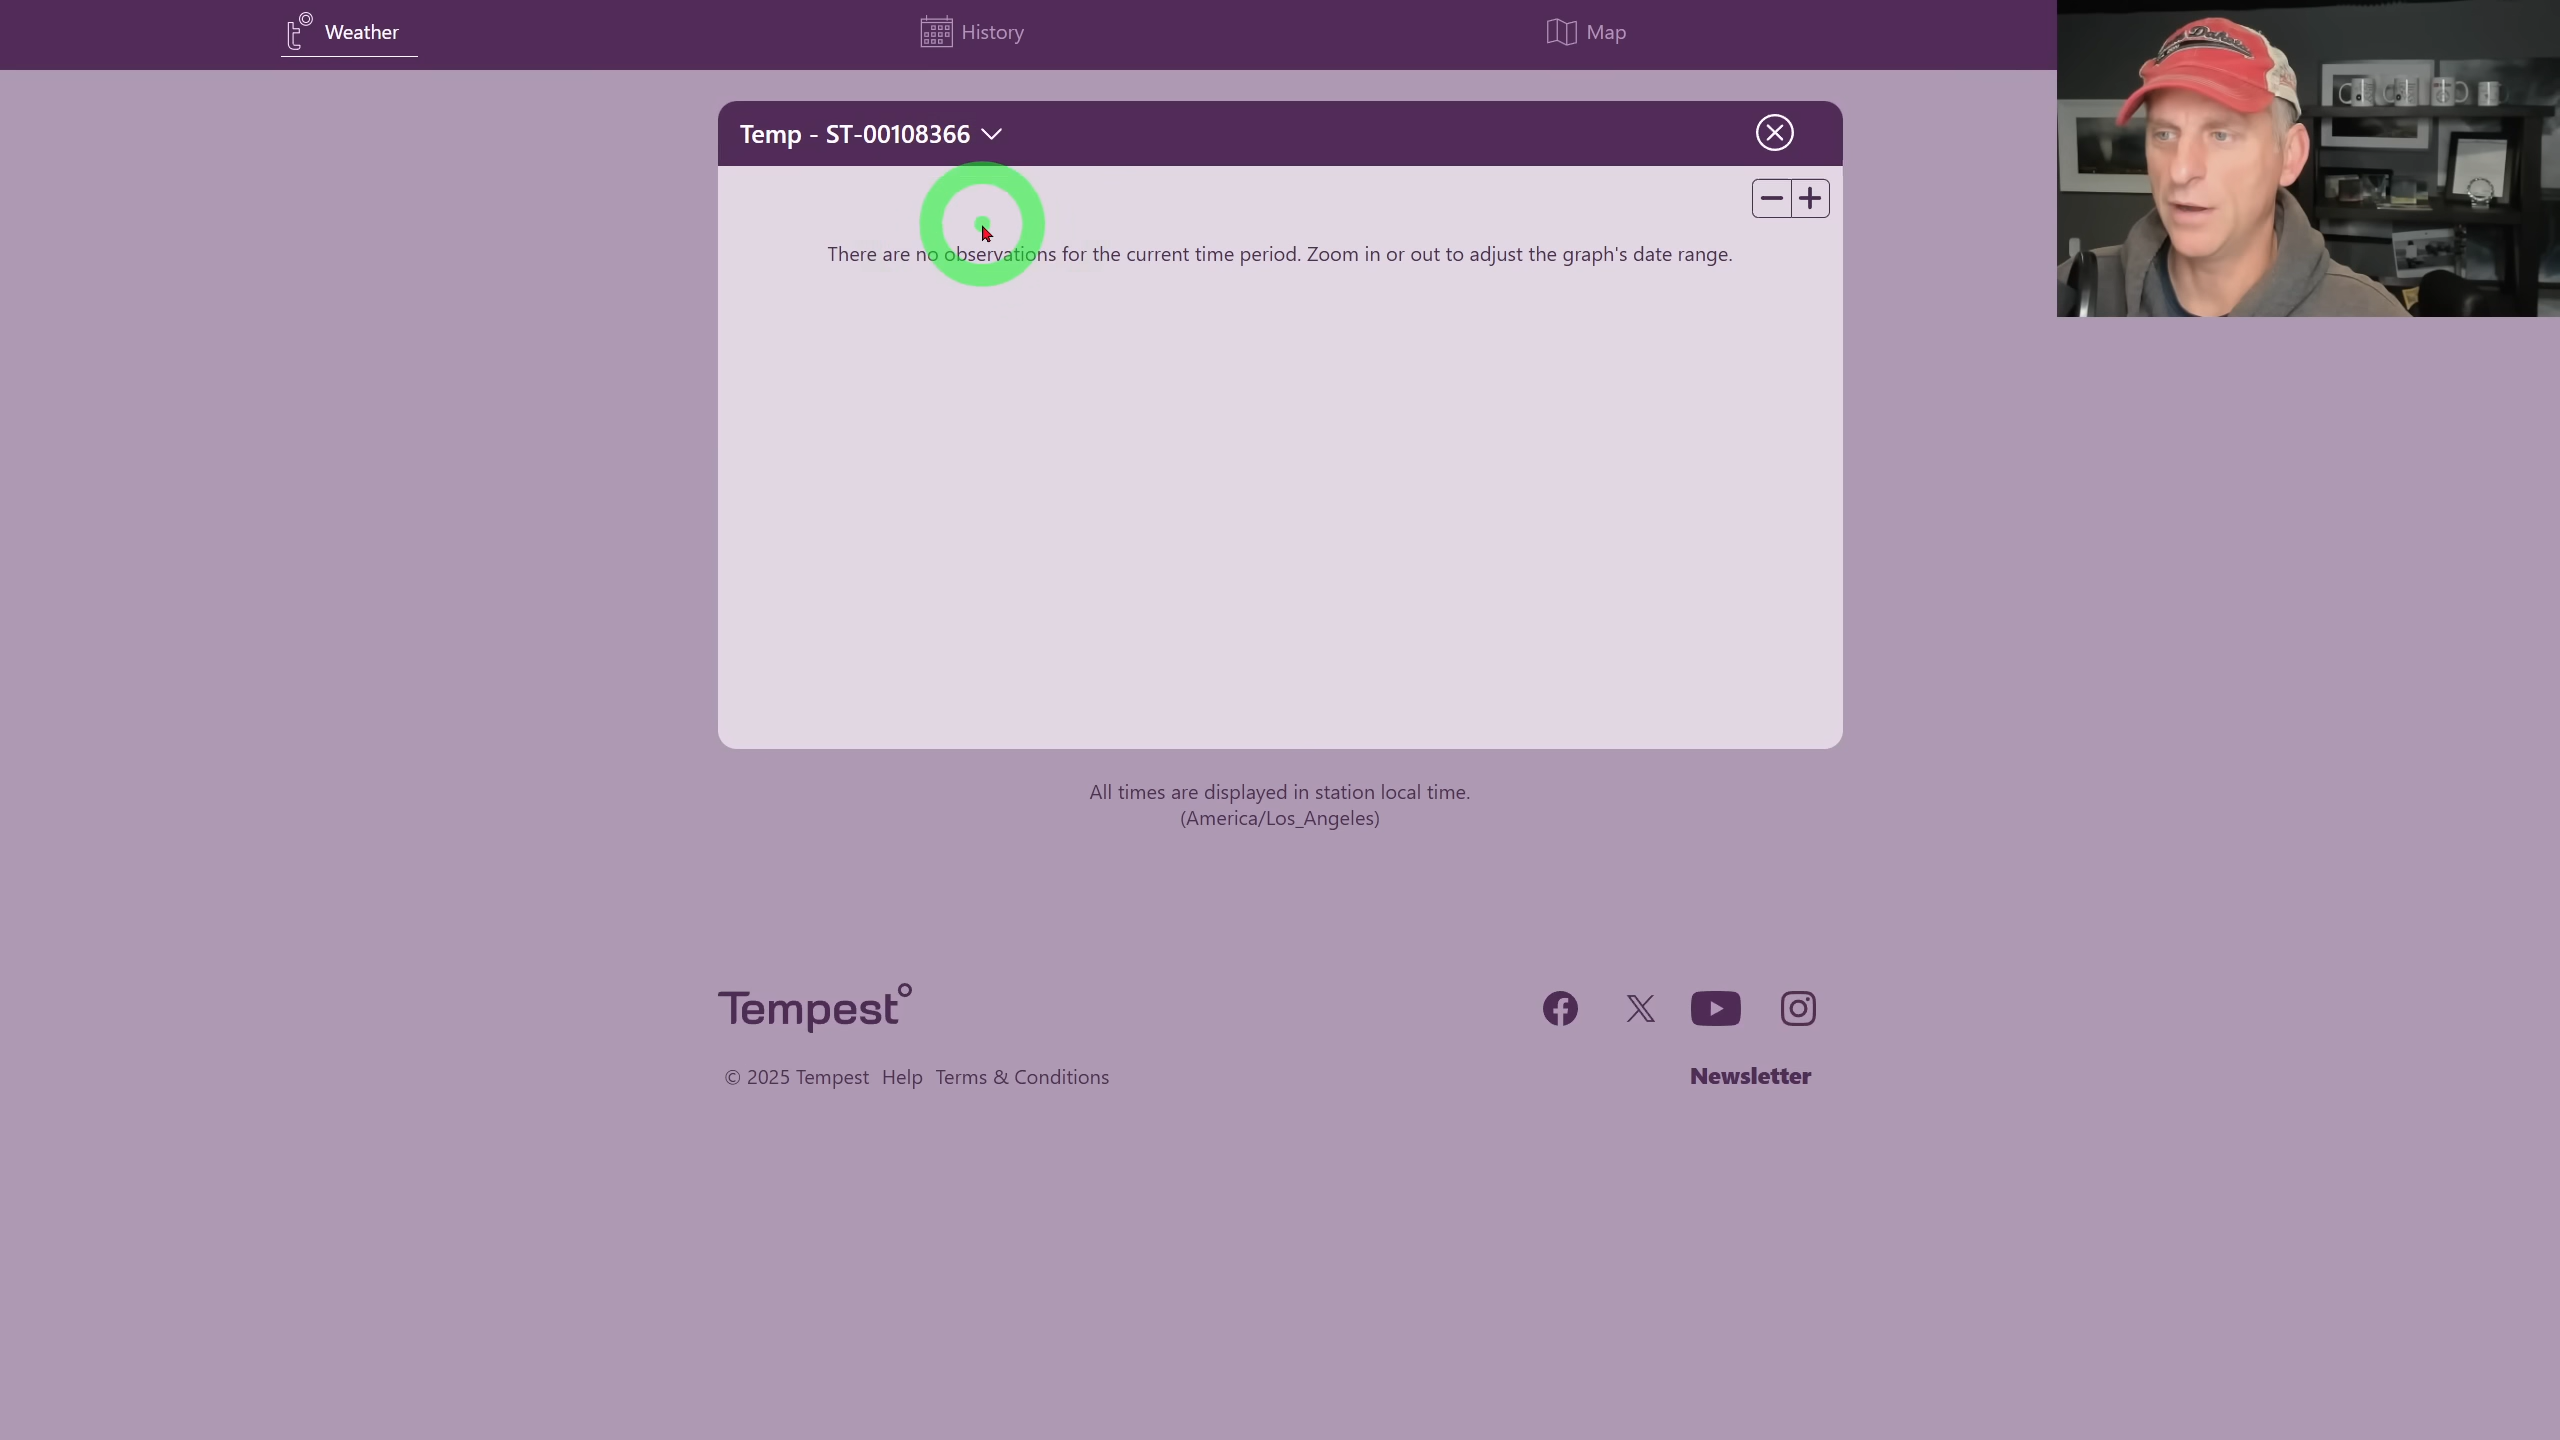 Weather
History
Map
Temp - ST-00108366
There are no observations for the current time period. Zoom in or out to adjust the graph's date range.
All times are displayed in station local time.
(America/Los_Angeles)
Tempest
© 2025 Tempest Help Terms & Conditions
Newsletter